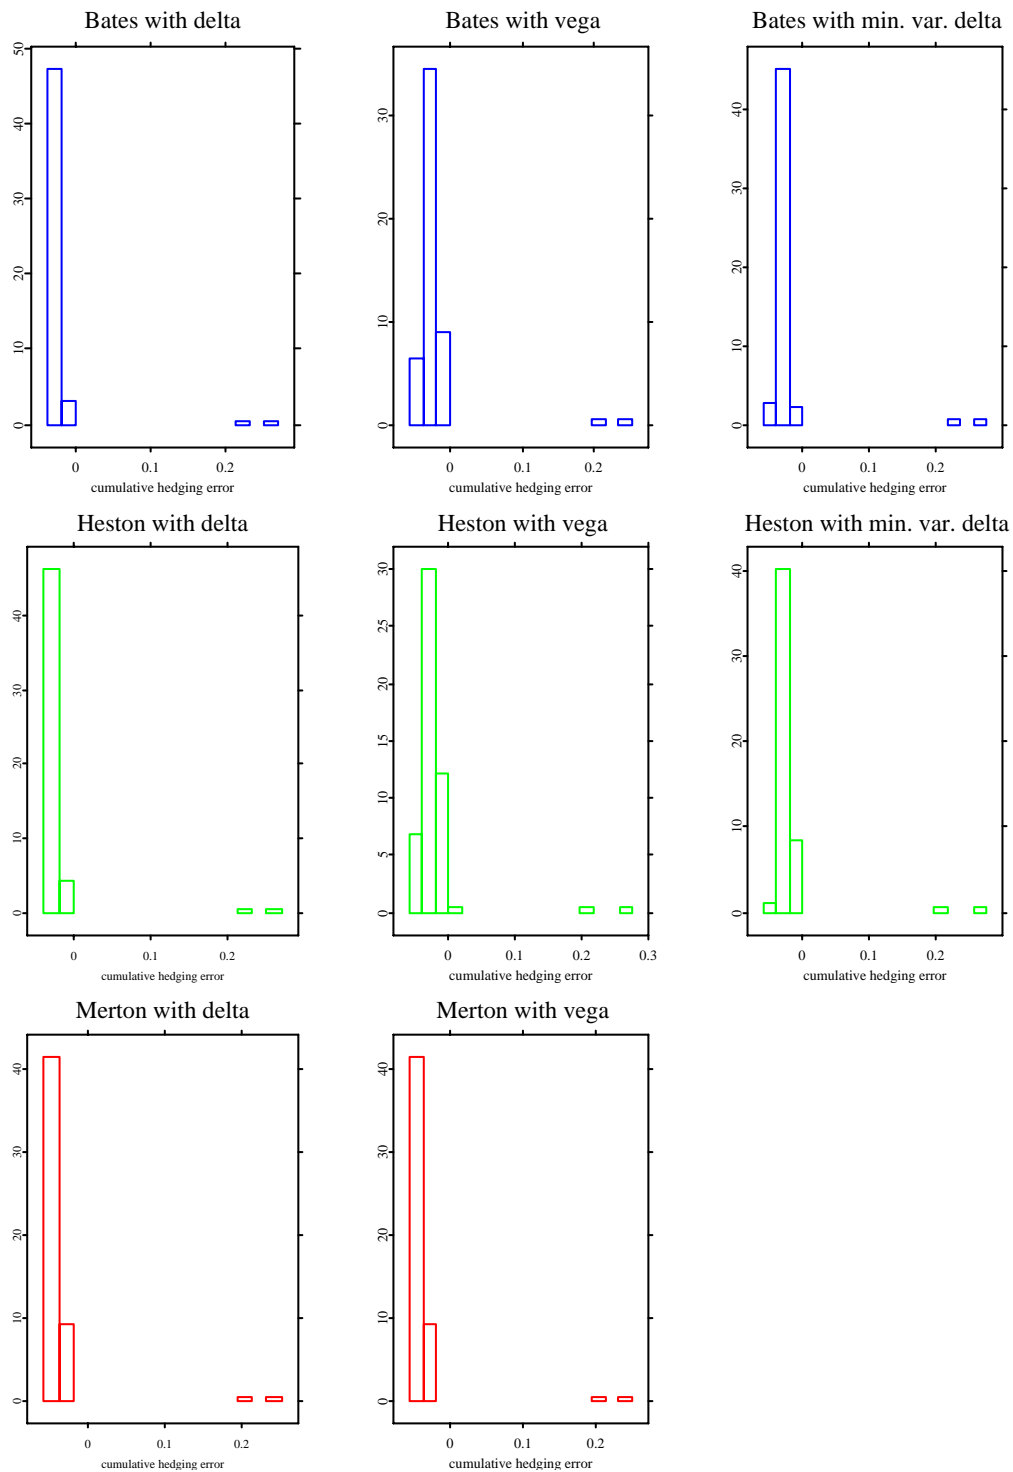 Bates with delta
Bates with vega
Bates with min. var. delta
50
40
30
20
10
0
0 0.1 0.2
cumulative hedging error
30
20
10
0
0 0.1 0.2
cumulative hedging error
40
30
20
10
0
0 0.1 0.2
cumulative hedging error
Heston with delta
Heston with vega
Heston with min. var. delta
40
30
20
10
0
0 0.1 0.2
cumulative hedging error
30
25
20
15
10
5
0
0 0.1 0.2 0.3
cumulative hedging error
40
30
20
10
0
0 0.1 0.2
cumulative hedging error
Merton with delta
Merton with vega
40
30
20
10
0
0 0.1 0.2
cumulative hedging error
40
30
20
10
0
0 0.1 0.2
cumulative hedging error